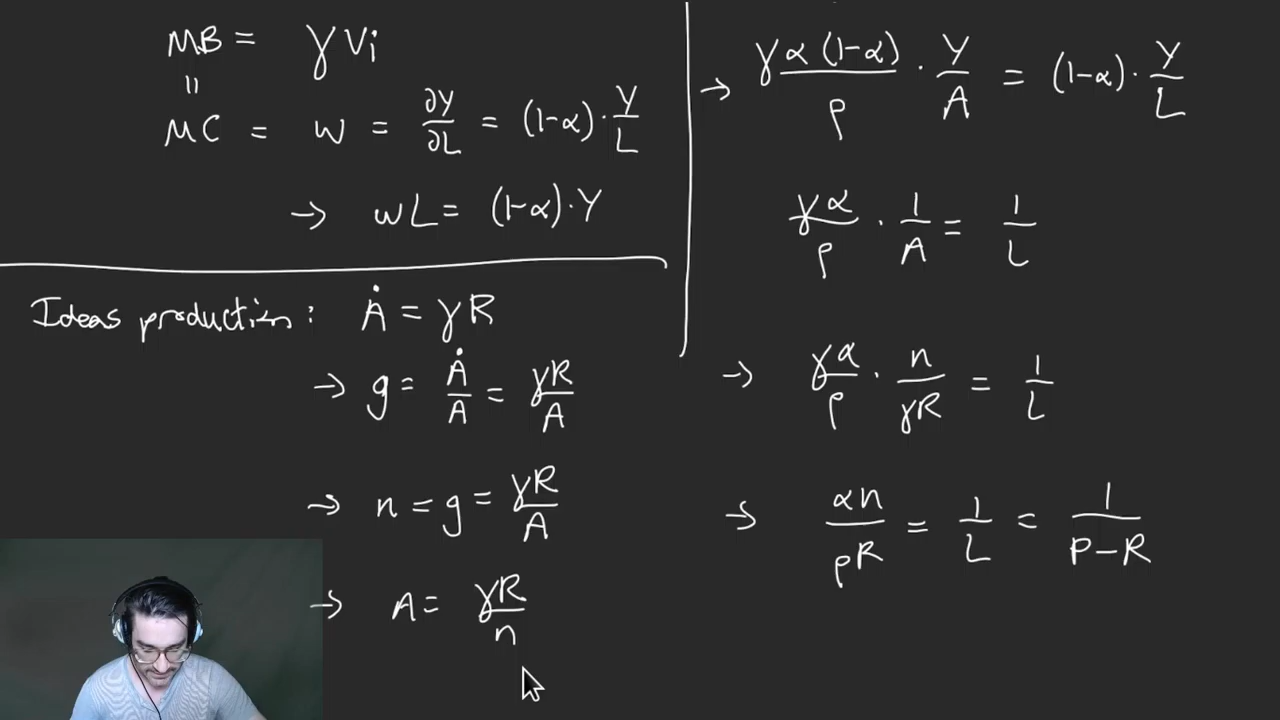 MB = γVi
=
MC = w = ∂Y/∂L = (1-α)·Y/L
→ wL = (1-α)·Y
Ideas production: Ȧ = γR
→ g = Ȧ/A = γR/A
→ n = g = γR/A
→ A = γR/n
→ γα(1-α)/ρ · Y/A = (1-α)·Y/L
γα/ρ · 1/A = 1/L
→ γα/ρ · n/γR = 1/L
→ αn/ρR = 1/L = 1/P-R